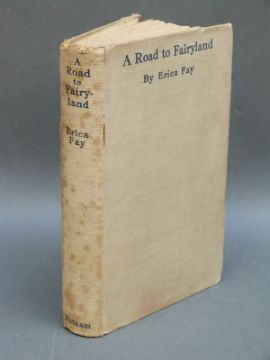 A
Road
to
Fairy-
land
Erica
Fay
Putnam
A Road to Fairyland
By Erica Fay